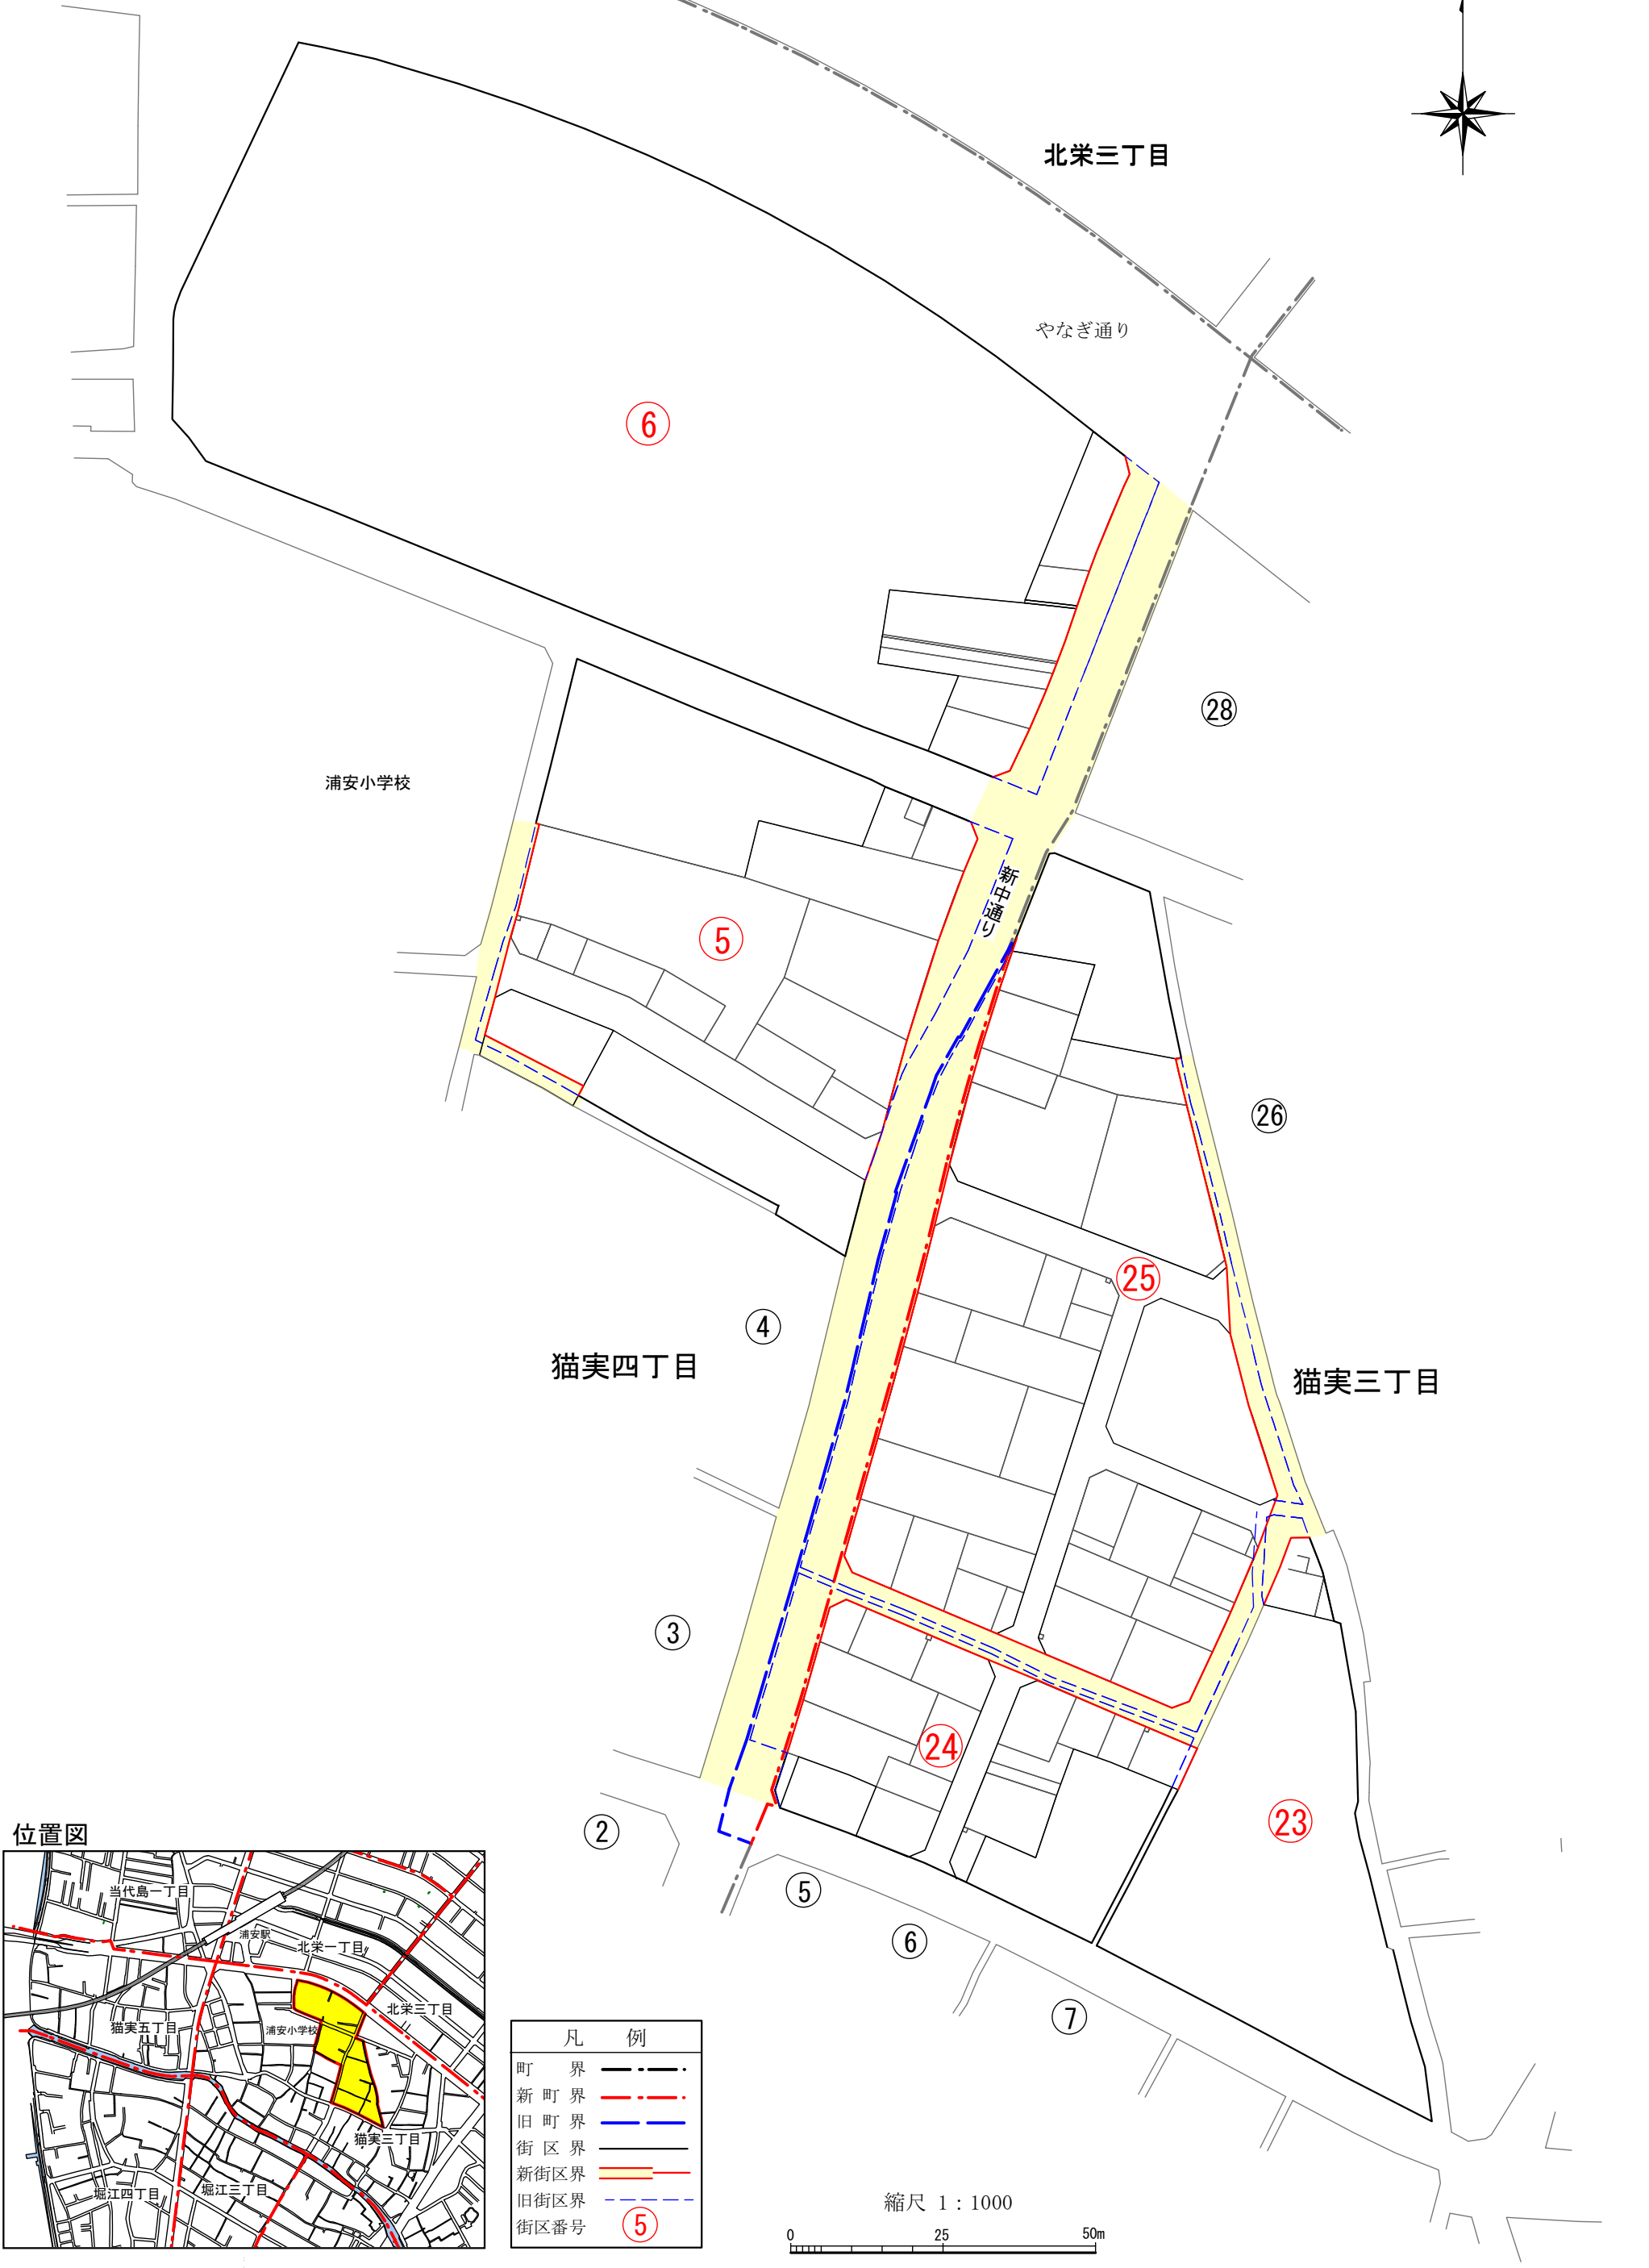 北栄三丁目
やなぎ通り
6
28
浦安小学校
新中通り
5
26
25
4
猫実四丁目
猫実三丁目
3
24
23
2
5
6
7
位置図
当代島一丁目
浦安駅
北栄一丁目
北栄三丁目
猫実五丁目
浦安小学校
猫実三丁目
堀江四丁目
堀江三丁目
凡 例
町 界
新 町 界
旧 町 界
街 区 界
新街区界
旧街区界
街区番号 5
縮尺 1:1000
0 25 50m